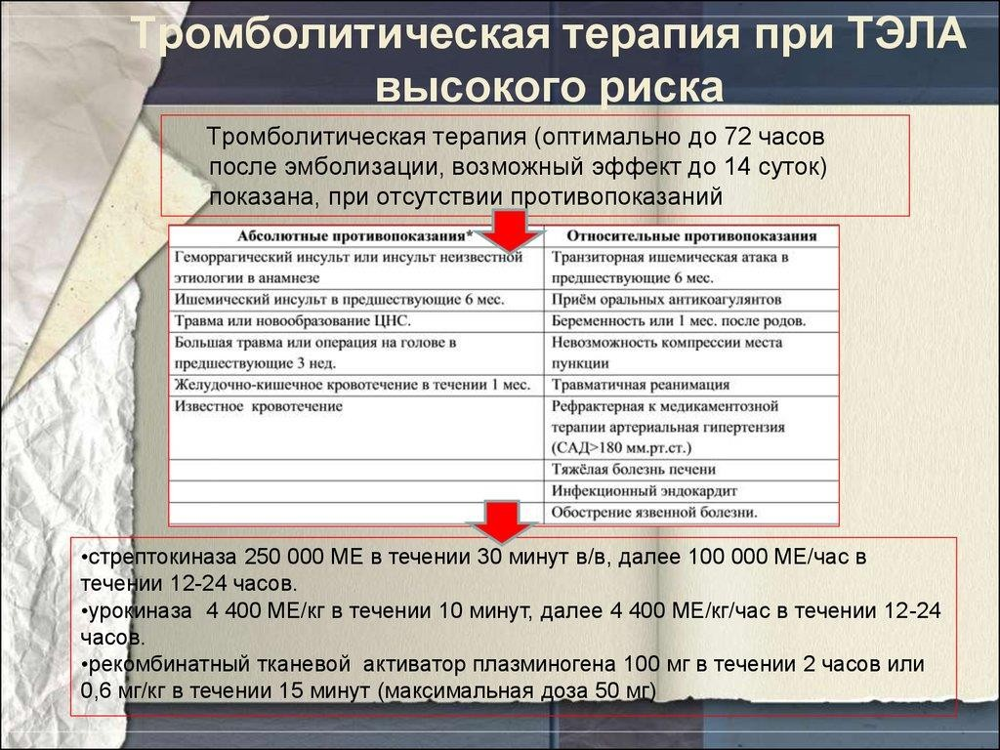 Тромболитическая терапия при ТЭЛА
высокого риска
Тромболитическая терапия (оптимально до 72 часов
после эмболизации, возможный эффект до 14 суток)
показана, при отсутствии противопоказаний
Абсолютные противопоказания*
Относительные противопоказания
Геморрагический инсульт или инсульт неизвестной
этиологии в анамнезе
Транзиторная ишемическая атака в
предшествующие 6 мес.
Ишемический инсульт в предшествующие 6 мес.
Приём оральных антикоагулянтов
Травма или новообразование ЦНС.
Беременность или 1 мес. после родов.
Большая травма или операция на голове в
предшествующие 3 нед.
Невозможность компрессии места
пункции
Желудочно-кишечное кровотечение в течении 1 мес.
Травматичная реанимация
Известное кровотечение
Рефрактерная к медикаментозной
терапии артериальная гипертензия
(САД>180 мм.рт.ст.)
Тяжёлая болезнь печени
Инфекционный эндокардит
Обострение язвенной болезни.
•стрептокиназа 250 000 МЕ в течении 30 минут в/в, далее 100 000 МЕ/час в
течении 12-24 часов.
•урокиназа 4 400 МЕ/кг в течении 10 минут, далее 4 400 МЕ/кг/час в течении 12-24
часов.
•рекомбинатный тканевой активатор плазминогена 100 мг в течении 2 часов или
0,6 мг/кг в течении 15 минут (максимальная доза 50 мг)